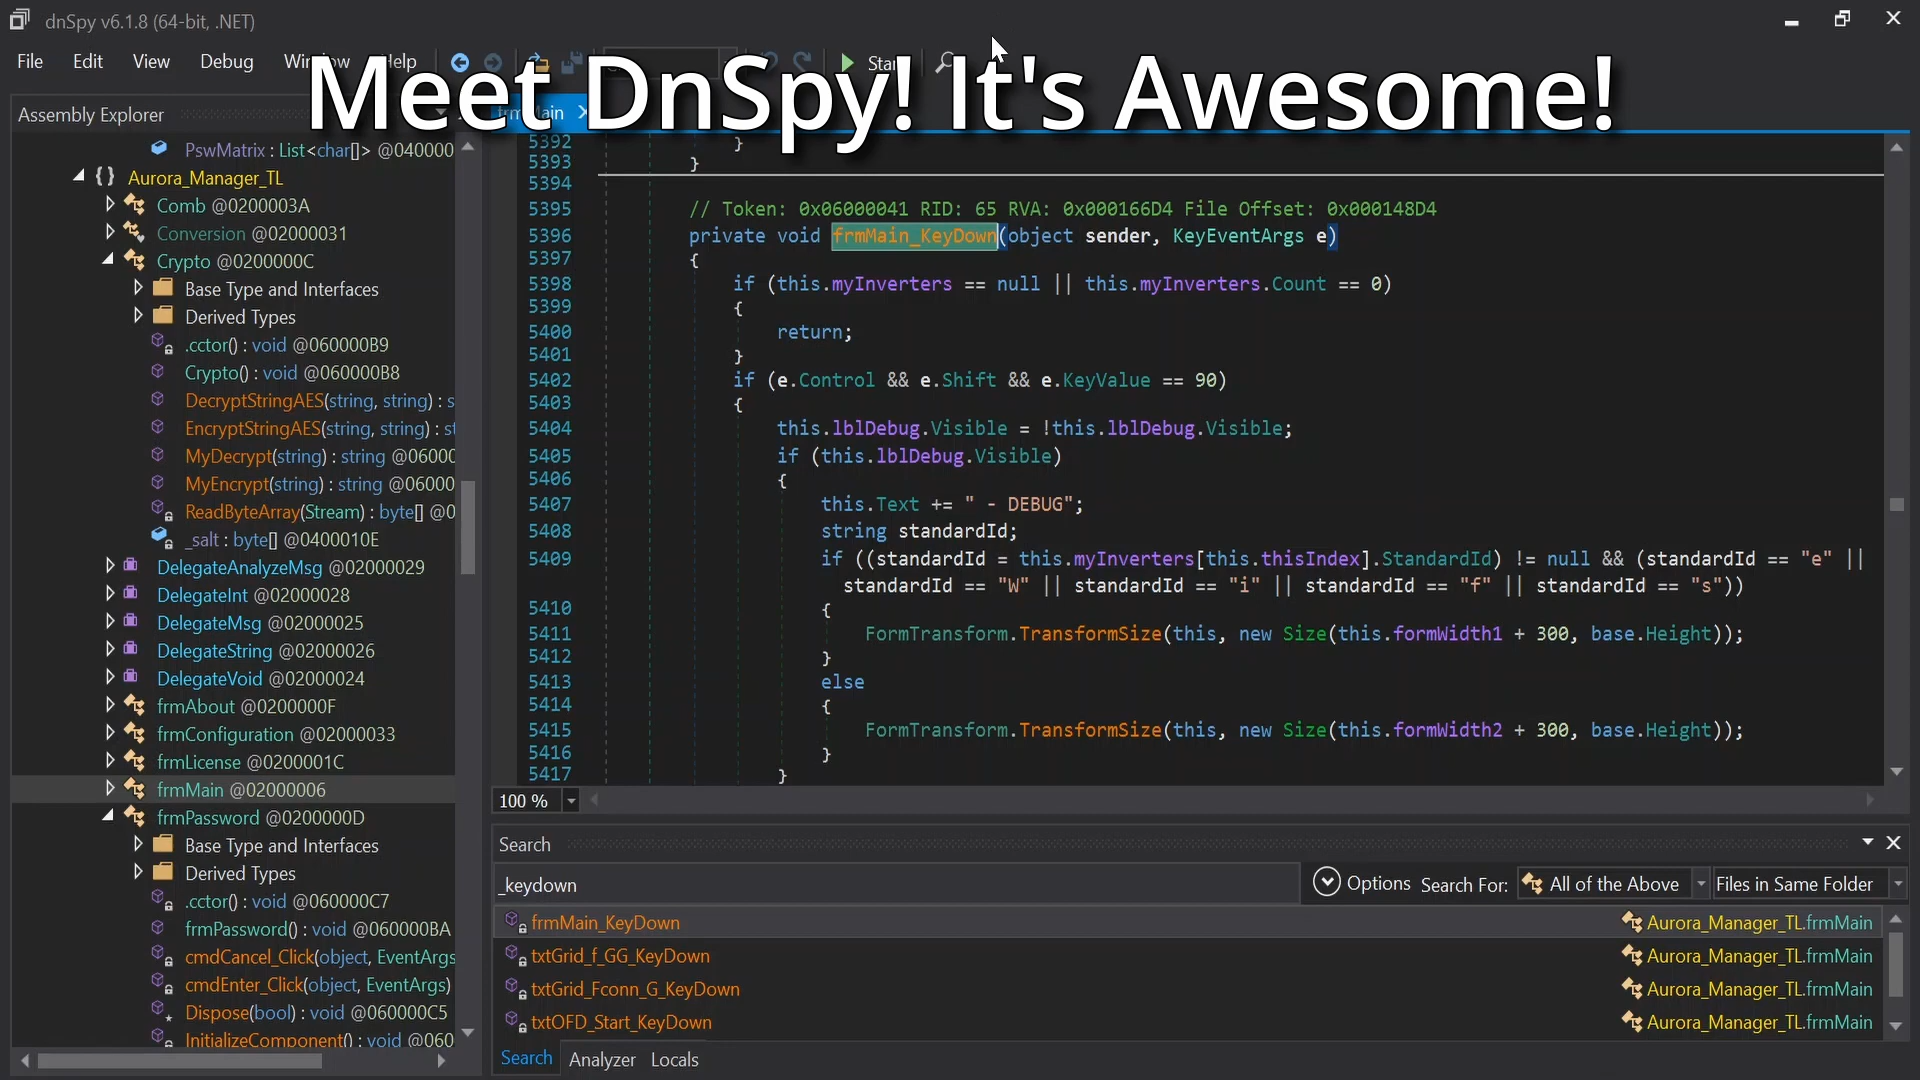 dnSpy v6.1.8 (64-bit, .NET)
File Edit View Debug Window Help Start
Meet DnSpy! It's Awesome!
Assembly Explorer
frmMain
PswMatrix : List<char[]> @040000
Aurora_Manager_TL
Comb @0200003A
Conversion @02000031
Crypto @0200000C
Base Type and Interfaces
Derived Types
.cctor() : void @060000B9
Crypto() : void @060000B8
DecryptStringAES(string, string) : s
EncryptStringAES(string, string) : st
MyDecrypt(string) : string @06000
MyEncrypt(string) : string @06000
ReadByteArray(Stream) : byte[] @0
_salt : byte[] @0400010E
DelegateAnalyzeMsg @02000029
DelegateInt @02000028
DelegateMsg @02000025
DelegateString @02000026
DelegateVoid @02000024
frmAbout @0200000F
frmConfiguration @02000033
frmLicense @0200001C
frmMain @02000006
frmPassword @0200000D
Base Type and Interfaces
Derived Types
.cctor() : void @060000C7
frmPassword() : void @060000BA
cmdCancel_Click(object, EventArgs
cmdEnter_Click(object, EventArgs)
Dispose(bool) : void @060000C5
InitializeComponent() : void @060
5392 }
5393 }
5394
5395 // Token: 0x06000041 RID: 65 RVA: 0x000166D4 File Offset: 0x000148D4
5396 private void frmMain_KeyDown(object sender, KeyEventArgs e)
5397 {
5398 if (this.myInverters == null || this.myInverters.Count == 0)
5399 {
5400 return;
5401 }
5402 if (e.Control && e.Shift && e.KeyValue == 90)
5403 {
5404 this.lblDebug.Visible = !this.lblDebug.Visible;
5405 if (this.lblDebug.Visible)
5406 {
5407 this.Text += " - DEBUG";
5408 string standardId;
5409 if ((standardId = this.myInverters[this.thisIndex].StandardId) != null && (standardId == "e" ||
standardId == "W" || standardId == "i" || standardId == "f" || standardId == "s"))
5410 {
5411 FormTransform.TransformSize(this, new Size(this.formWidth1 + 300, base.Height));
5412 }
5413 else
5414 {
5415 FormTransform.TransformSize(this, new Size(this.formWidth2 + 300, base.Height));
5416 }
5417 }
100 %
Search
_keydown Options Search For: All of the Above Files in Same Folder
frmMain_KeyDown Aurora_Manager_TL.frmMain
txtGrid_f_GG_KeyDown Aurora_Manager_TL.frmMain
txtGrid_Fconn_G_KeyDown Aurora_Manager_TL.frmMain
txtOFD_Start_KeyDown Aurora_Manager_TL.frmMain
Search Analyzer Locals